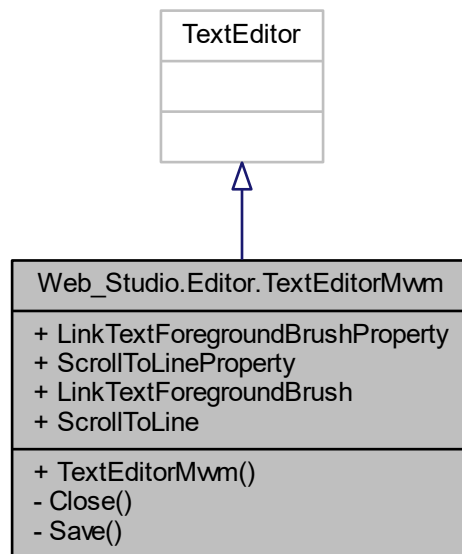 TextEditor
Web_Studio.Editor.TextEditorMwm
+ LinkTextForegroundBrushProperty
+ ScrollToLineProperty
+ LinkTextForegroundBrush
+ ScrollToLine
+ TextEditorMwm()
- Close()
- Save()